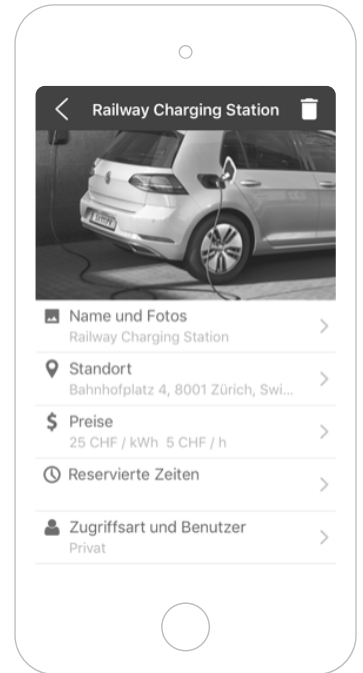 Railway Charging Station
Name und Fotos
Railway Charging Station
Standort
Bahnhofplatz 4, 8001 Zürich, Swi...
Preise
25 CHF / kWh 5 CHF / h
Reservierte Zeiten
Zugriffsart und Benutzer
Privat